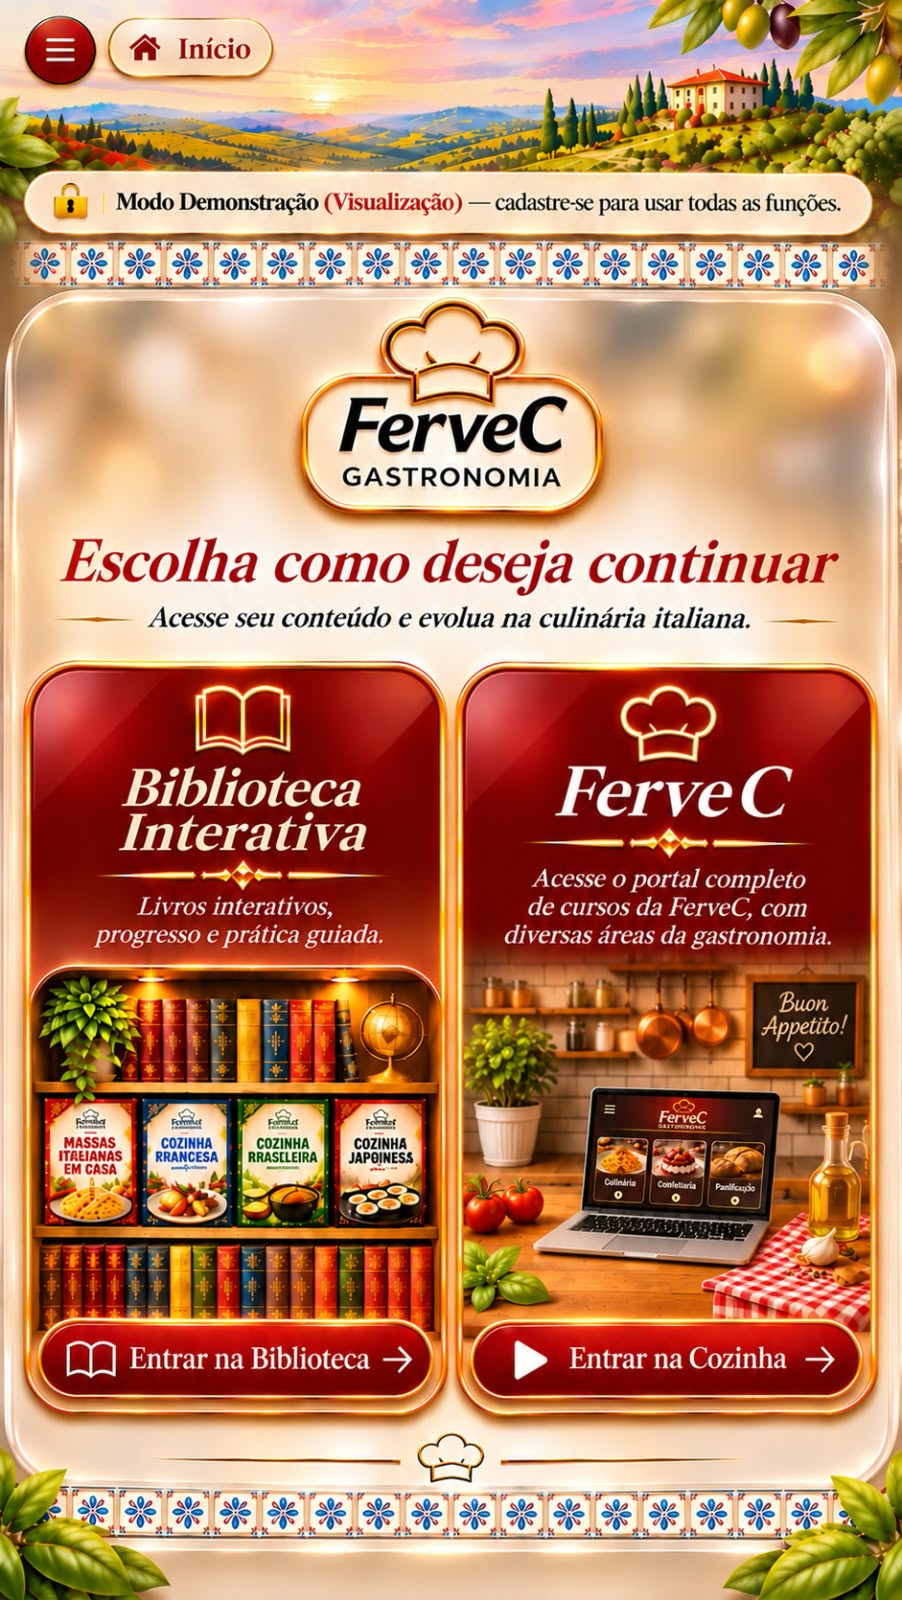 Início
Modo Demonstração (Visualização) — cadastre-se para usar todas as funções.
FerveC
GASTRONOMIA
Escolha como deseja continuar
Acesse seu conteúdo e evolua na culinária italiana.
Biblioteca
Interativa
Livros interativos,
progresso e prática guiada.
MASSAS
ITALIANAS
EM CASA
COZINHA
RRANCESA
COZINHA
RRASILEIRA
COZINHA
JAPONESA
Entrar na Biblioteca
FerveC
Acesse o portal completo
de cursos da FerveC, com
diversas áreas da gastronomia.
Buon
Appetito!
FerveC
Culinária
Confeitaria
Panificação
Entrar na Cozinha